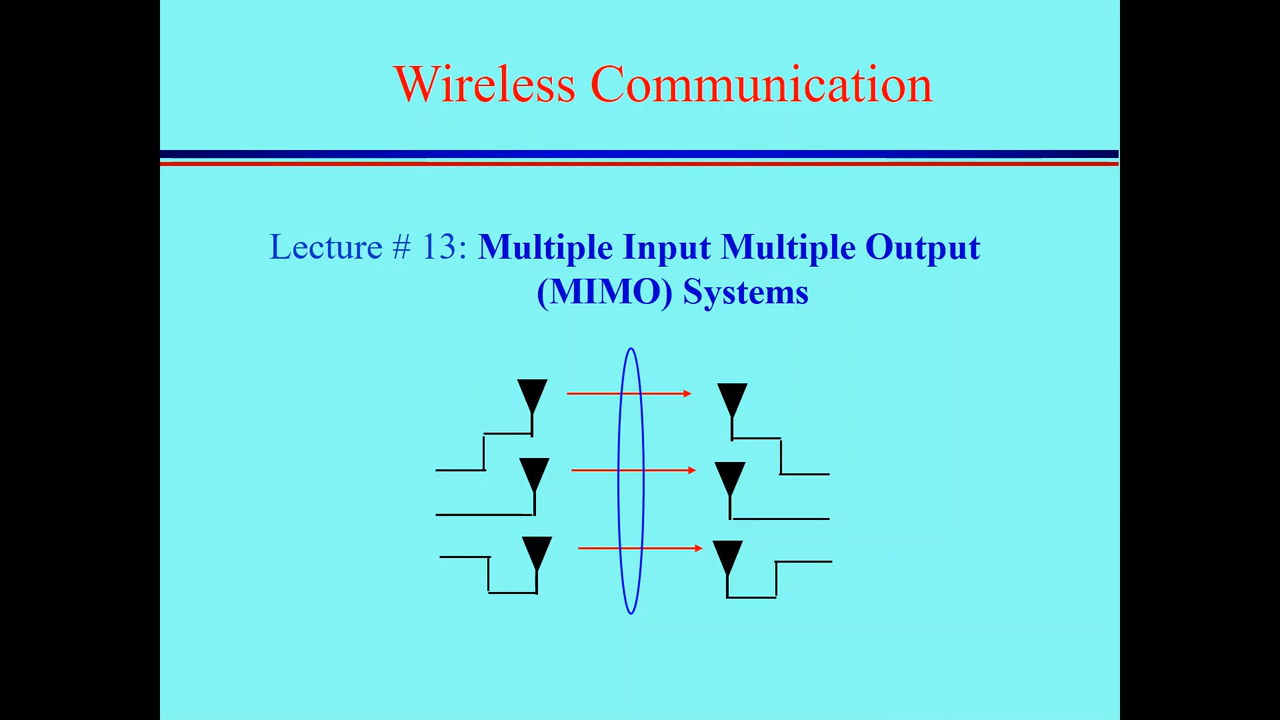 Wireless Communication
Lecture # 13: Multiple Input Multiple Output
(MIMO) Systems